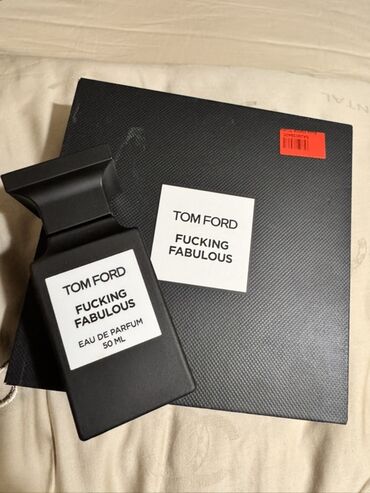 TOM FORD
FUCKING
FABULOUS
TOM FORD
FUCKING
FABULOUS
EAU DE PARFUM
50 ML